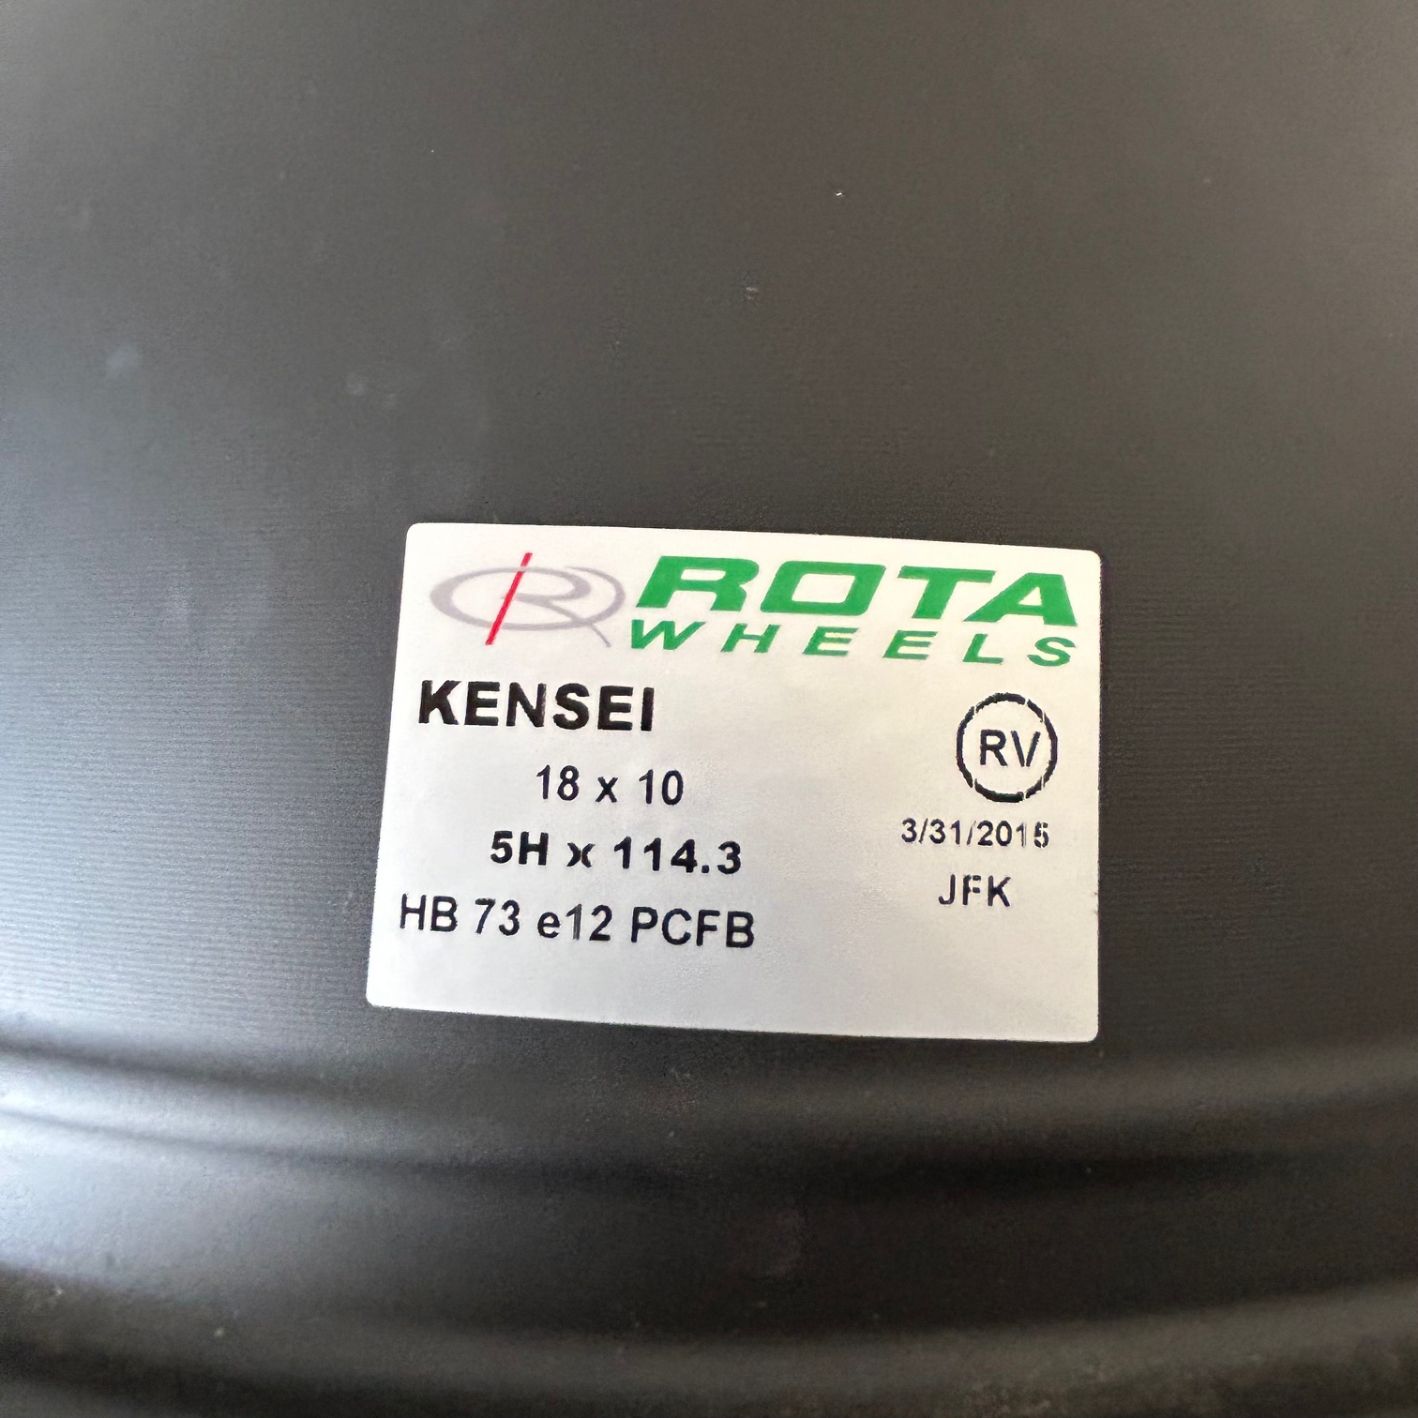 R ROTA
WHEELS
KENSEI
RV
18 x 10
3/31/2015
5H x 114.3
JFK
HB 73 e12 PCFB